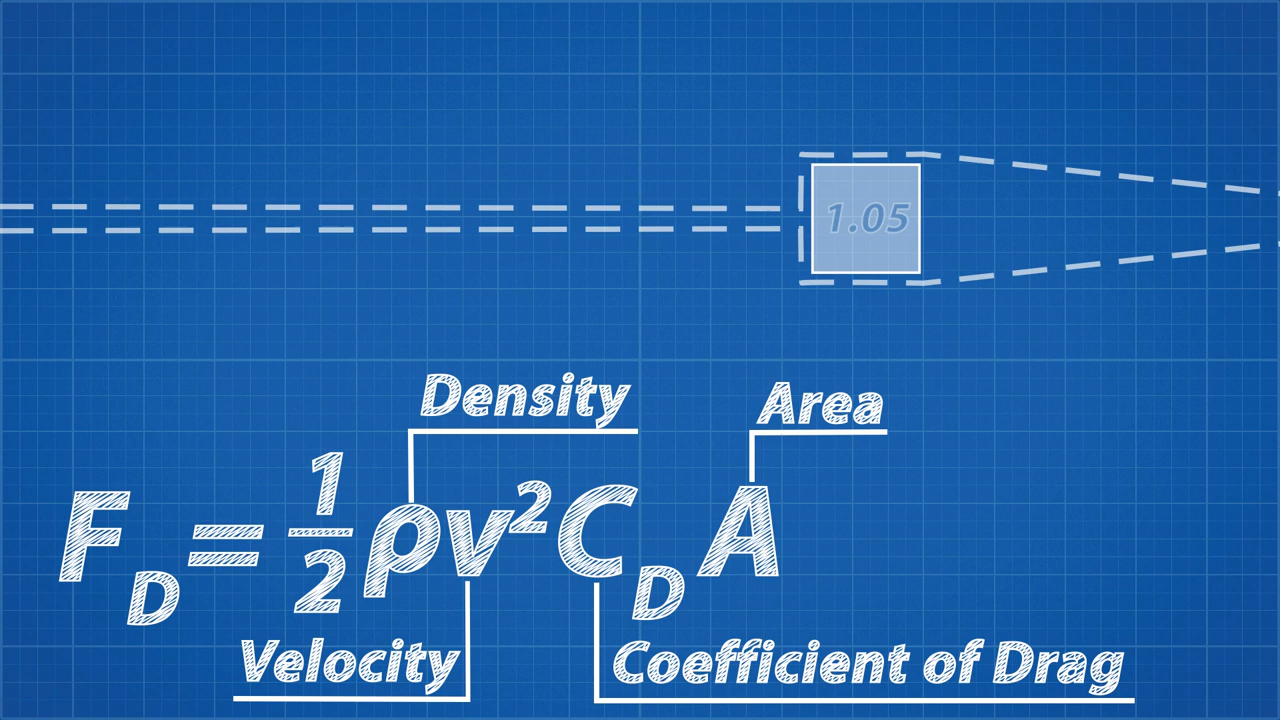 1.05
Density
Area
F_D = 1/2 ρv²C_D A
Velocity
Coefficient of Drag